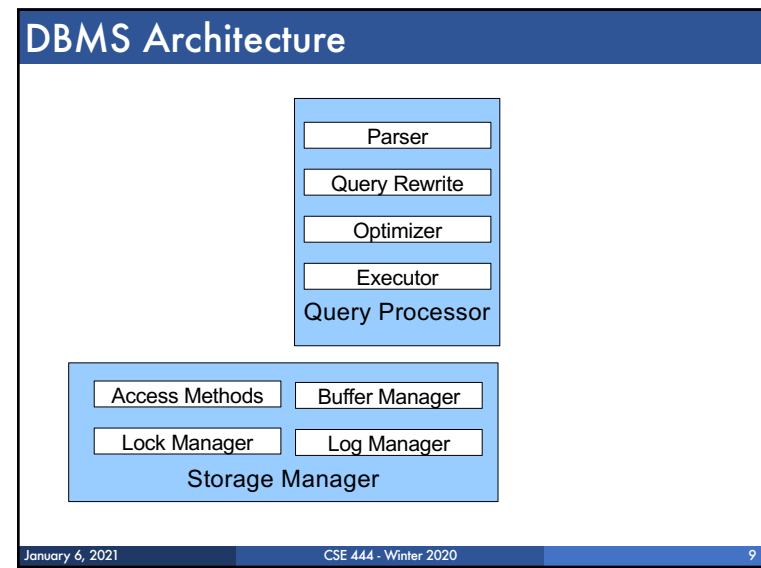 DBMS Architecture
Parser
Query Rewrite
Optimizer
Executor
Query Processor
Access Methods
Buffer Manager
Lock Manager
Log Manager
Storage Manager
January 6, 2021
CSE 444 - Winter 2020
9